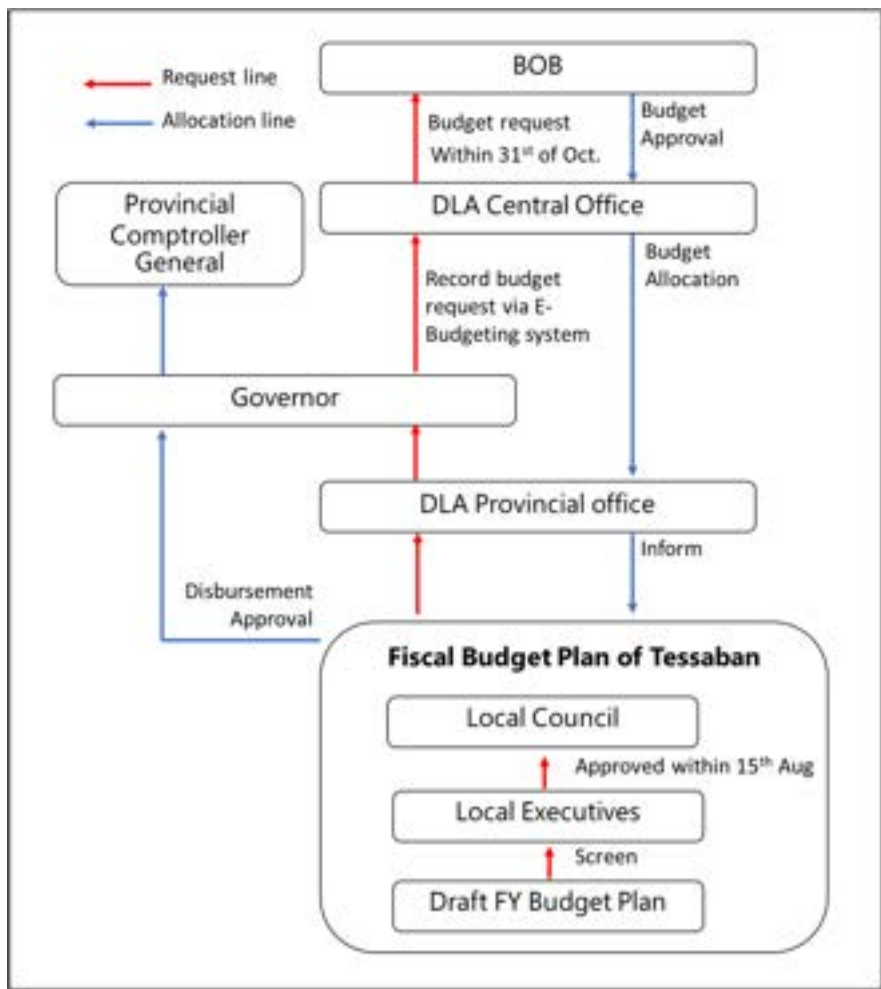 Request line
Allocation line
BOB
Budget request
Within 31st of Oct.
Budget
Approval
Provincial
Comptroller
General
DLA Central Office
Record budget
request via E-
Budgeting system
Budget
Allocation
Governor
DLA Provincial office
Inform
Disbursement
Approval
Fiscal Budget Plan of Tessaban
Local Council
Approved within 15th Aug
Local Executives
Screen
Draft FY Budget Plan